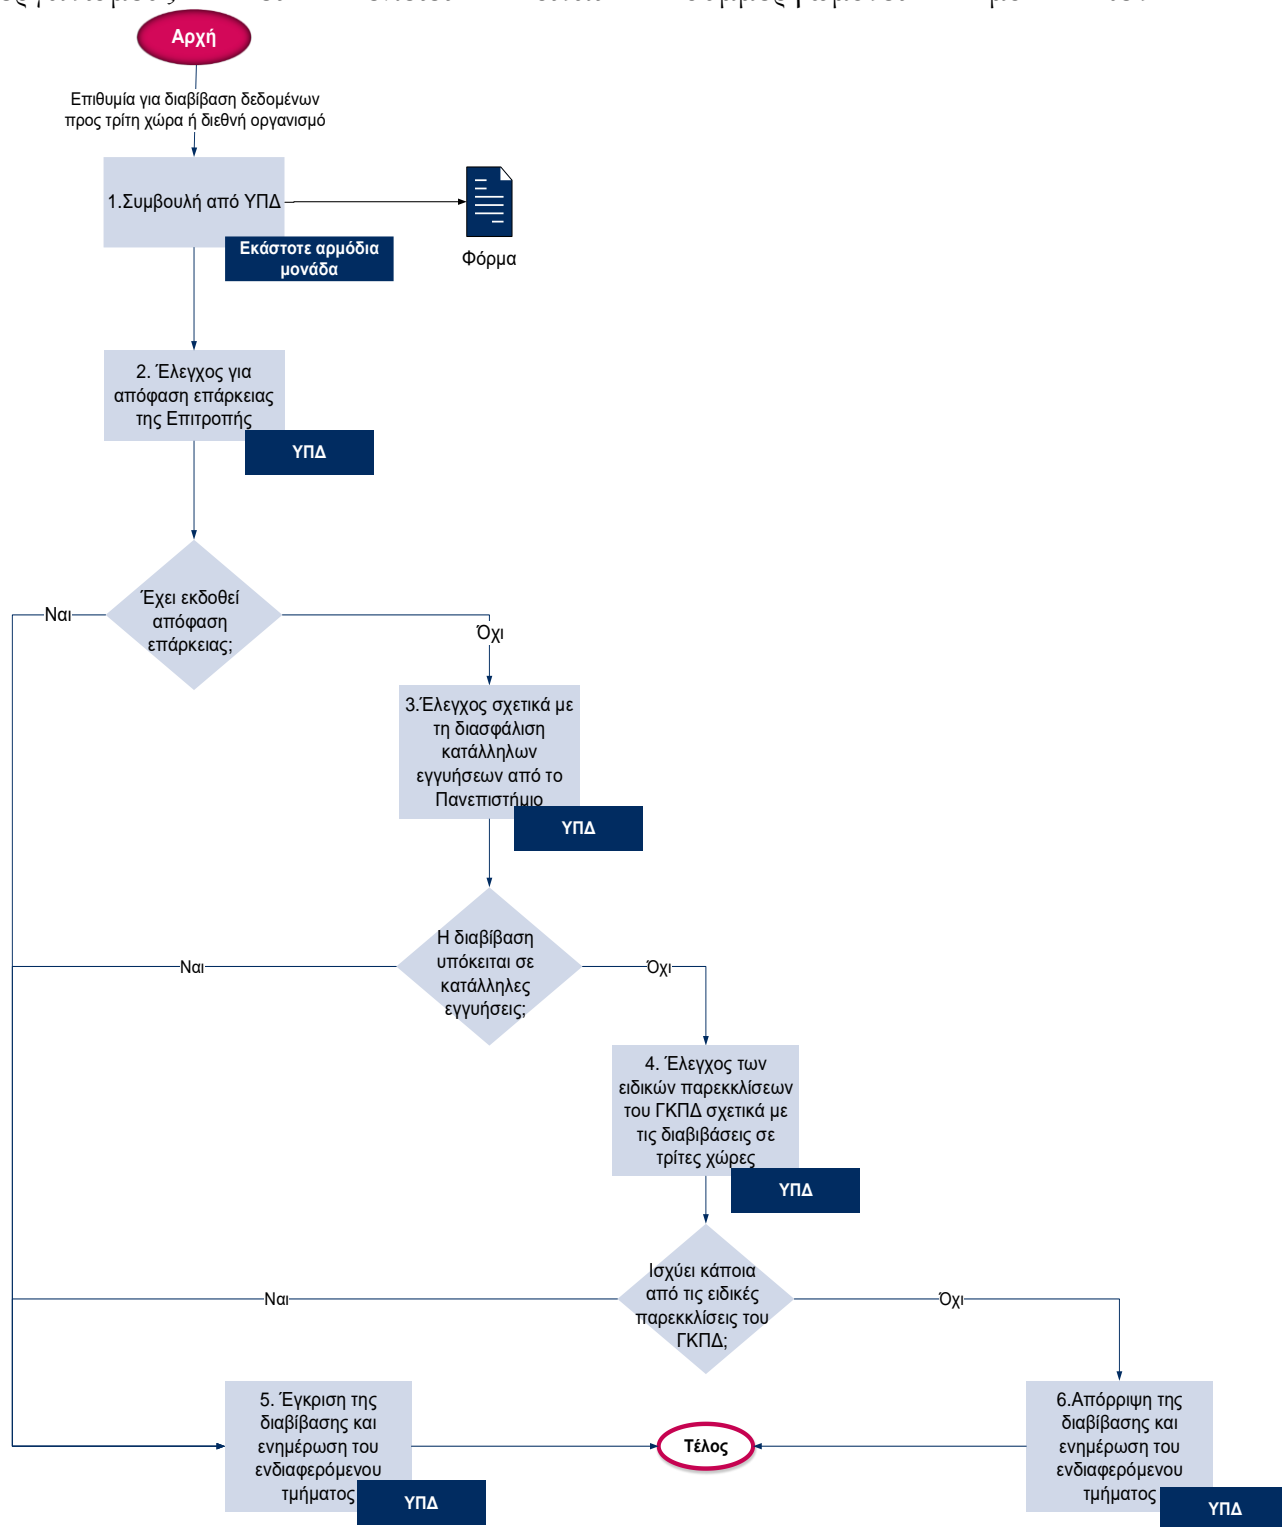 Αρχή
Επιθυμία για διαβίβαση δεδομένων
προς τρίτη χώρα ή διεθνή οργανισμό
1.Συμβουλή από ΥΠΔ
Εκάστοτε αρμόδια
μονάδα
Φόρμα
2. Έλεγχος για
απόφαση επάρκειας
της Επιτροπής
ΥΠΔ
Έχει εκδοθεί
απόφαση
επάρκειας;
Ναι
Όχι
3.Έλεγχος σχετικά με
τη διασφάλιση
κατάλληλων
εγγυήσεων από το
Πανεπιστήμιο
ΥΠΔ
Η διαβίβαση
υπόκειται σε
κατάλληλες
εγγυήσεις;
Ναι
Όχι
4. Έλεγχος των
ειδικών παρεκκλίσεων
του ΓΚΠΔ σχετικά με
τις διαβιβάσεις σε
τρίτες χώρες
ΥΠΔ
Ισχύει κάποια
από τις ειδικές
παρεκκλίσεις του
ΓΚΠΔ;
Ναι
Όχι
5. Έγκριση της
διαβίβασης και
ενημέρωση του
ενδιαφερόμενου
τμήματος
ΥΠΔ
Τέλος
6.Απόρριψη της
διαβίβασης και
ενημέρωση του
ενδιαφερόμενου
τμήματος
ΥΠΔ